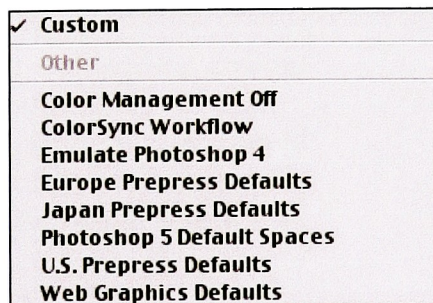 ✓ Custom
Other
Color Management Off
ColorSync Workflow
Emulate Photoshop 4
Europe Prepress Defaults
Japan Prepress Defaults
Photoshop 5 Default Spaces
U.S. Prepress Defaults
Web Graphics Defaults